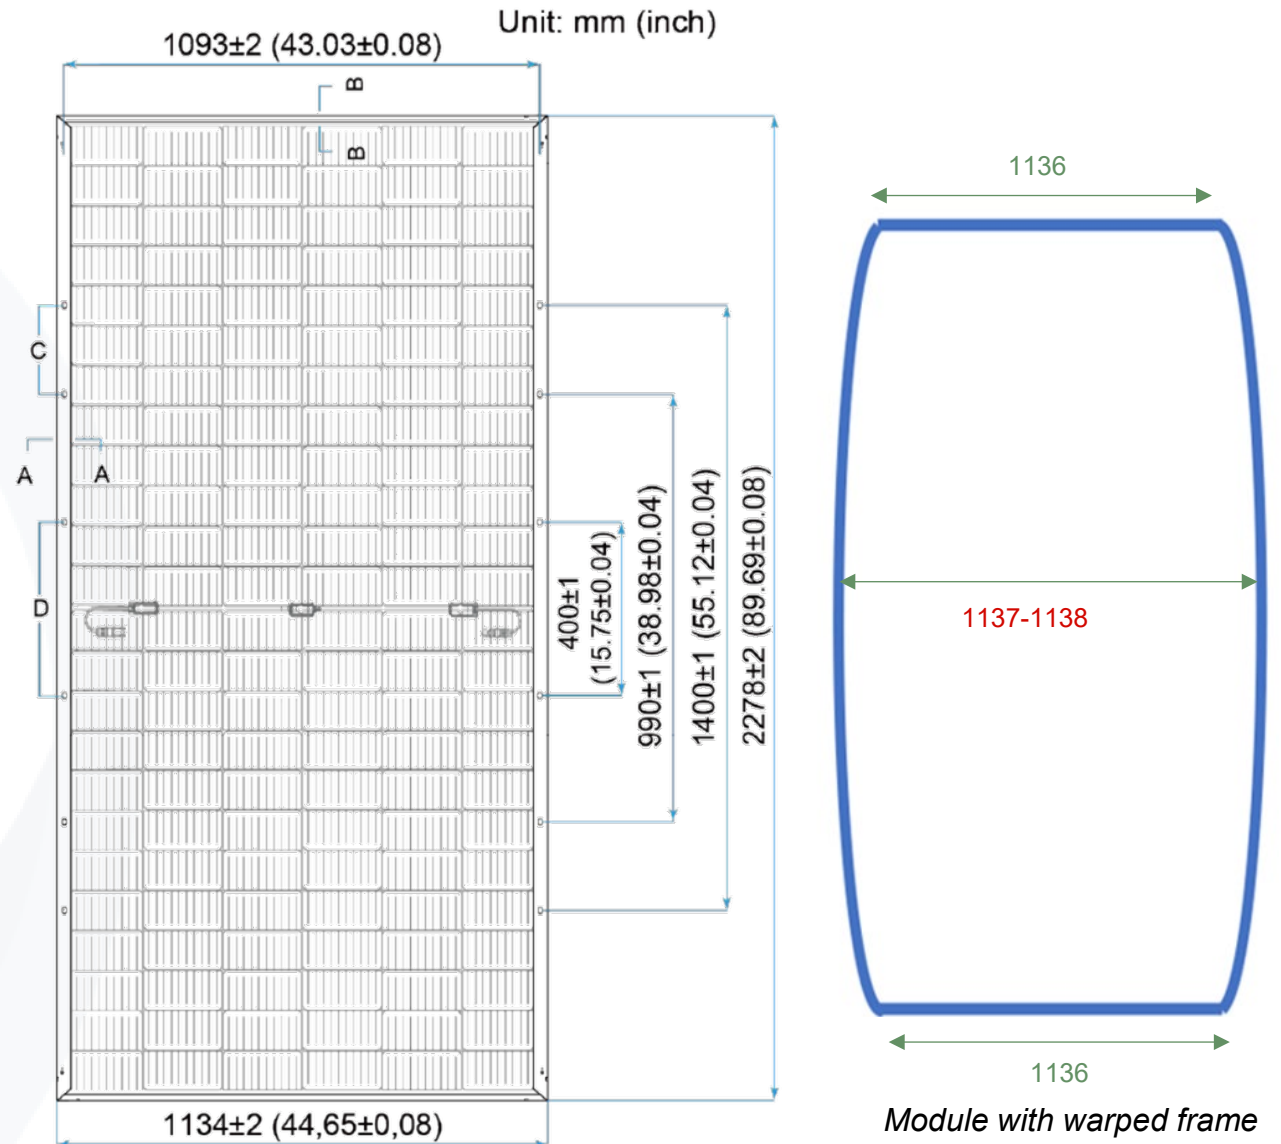 Unit: mm (inch)
1093±2 (43.03±0.08)
B
B
C
A
A
D
400±1
(15.75±0.04)
990±1 (38.98±0.04)
1400±1 (55.12±0.04)
2278±2 (89.69±0.08)
1134±2 (44,65±0,08)
1136
1137-1138
1136
Module with warped frame